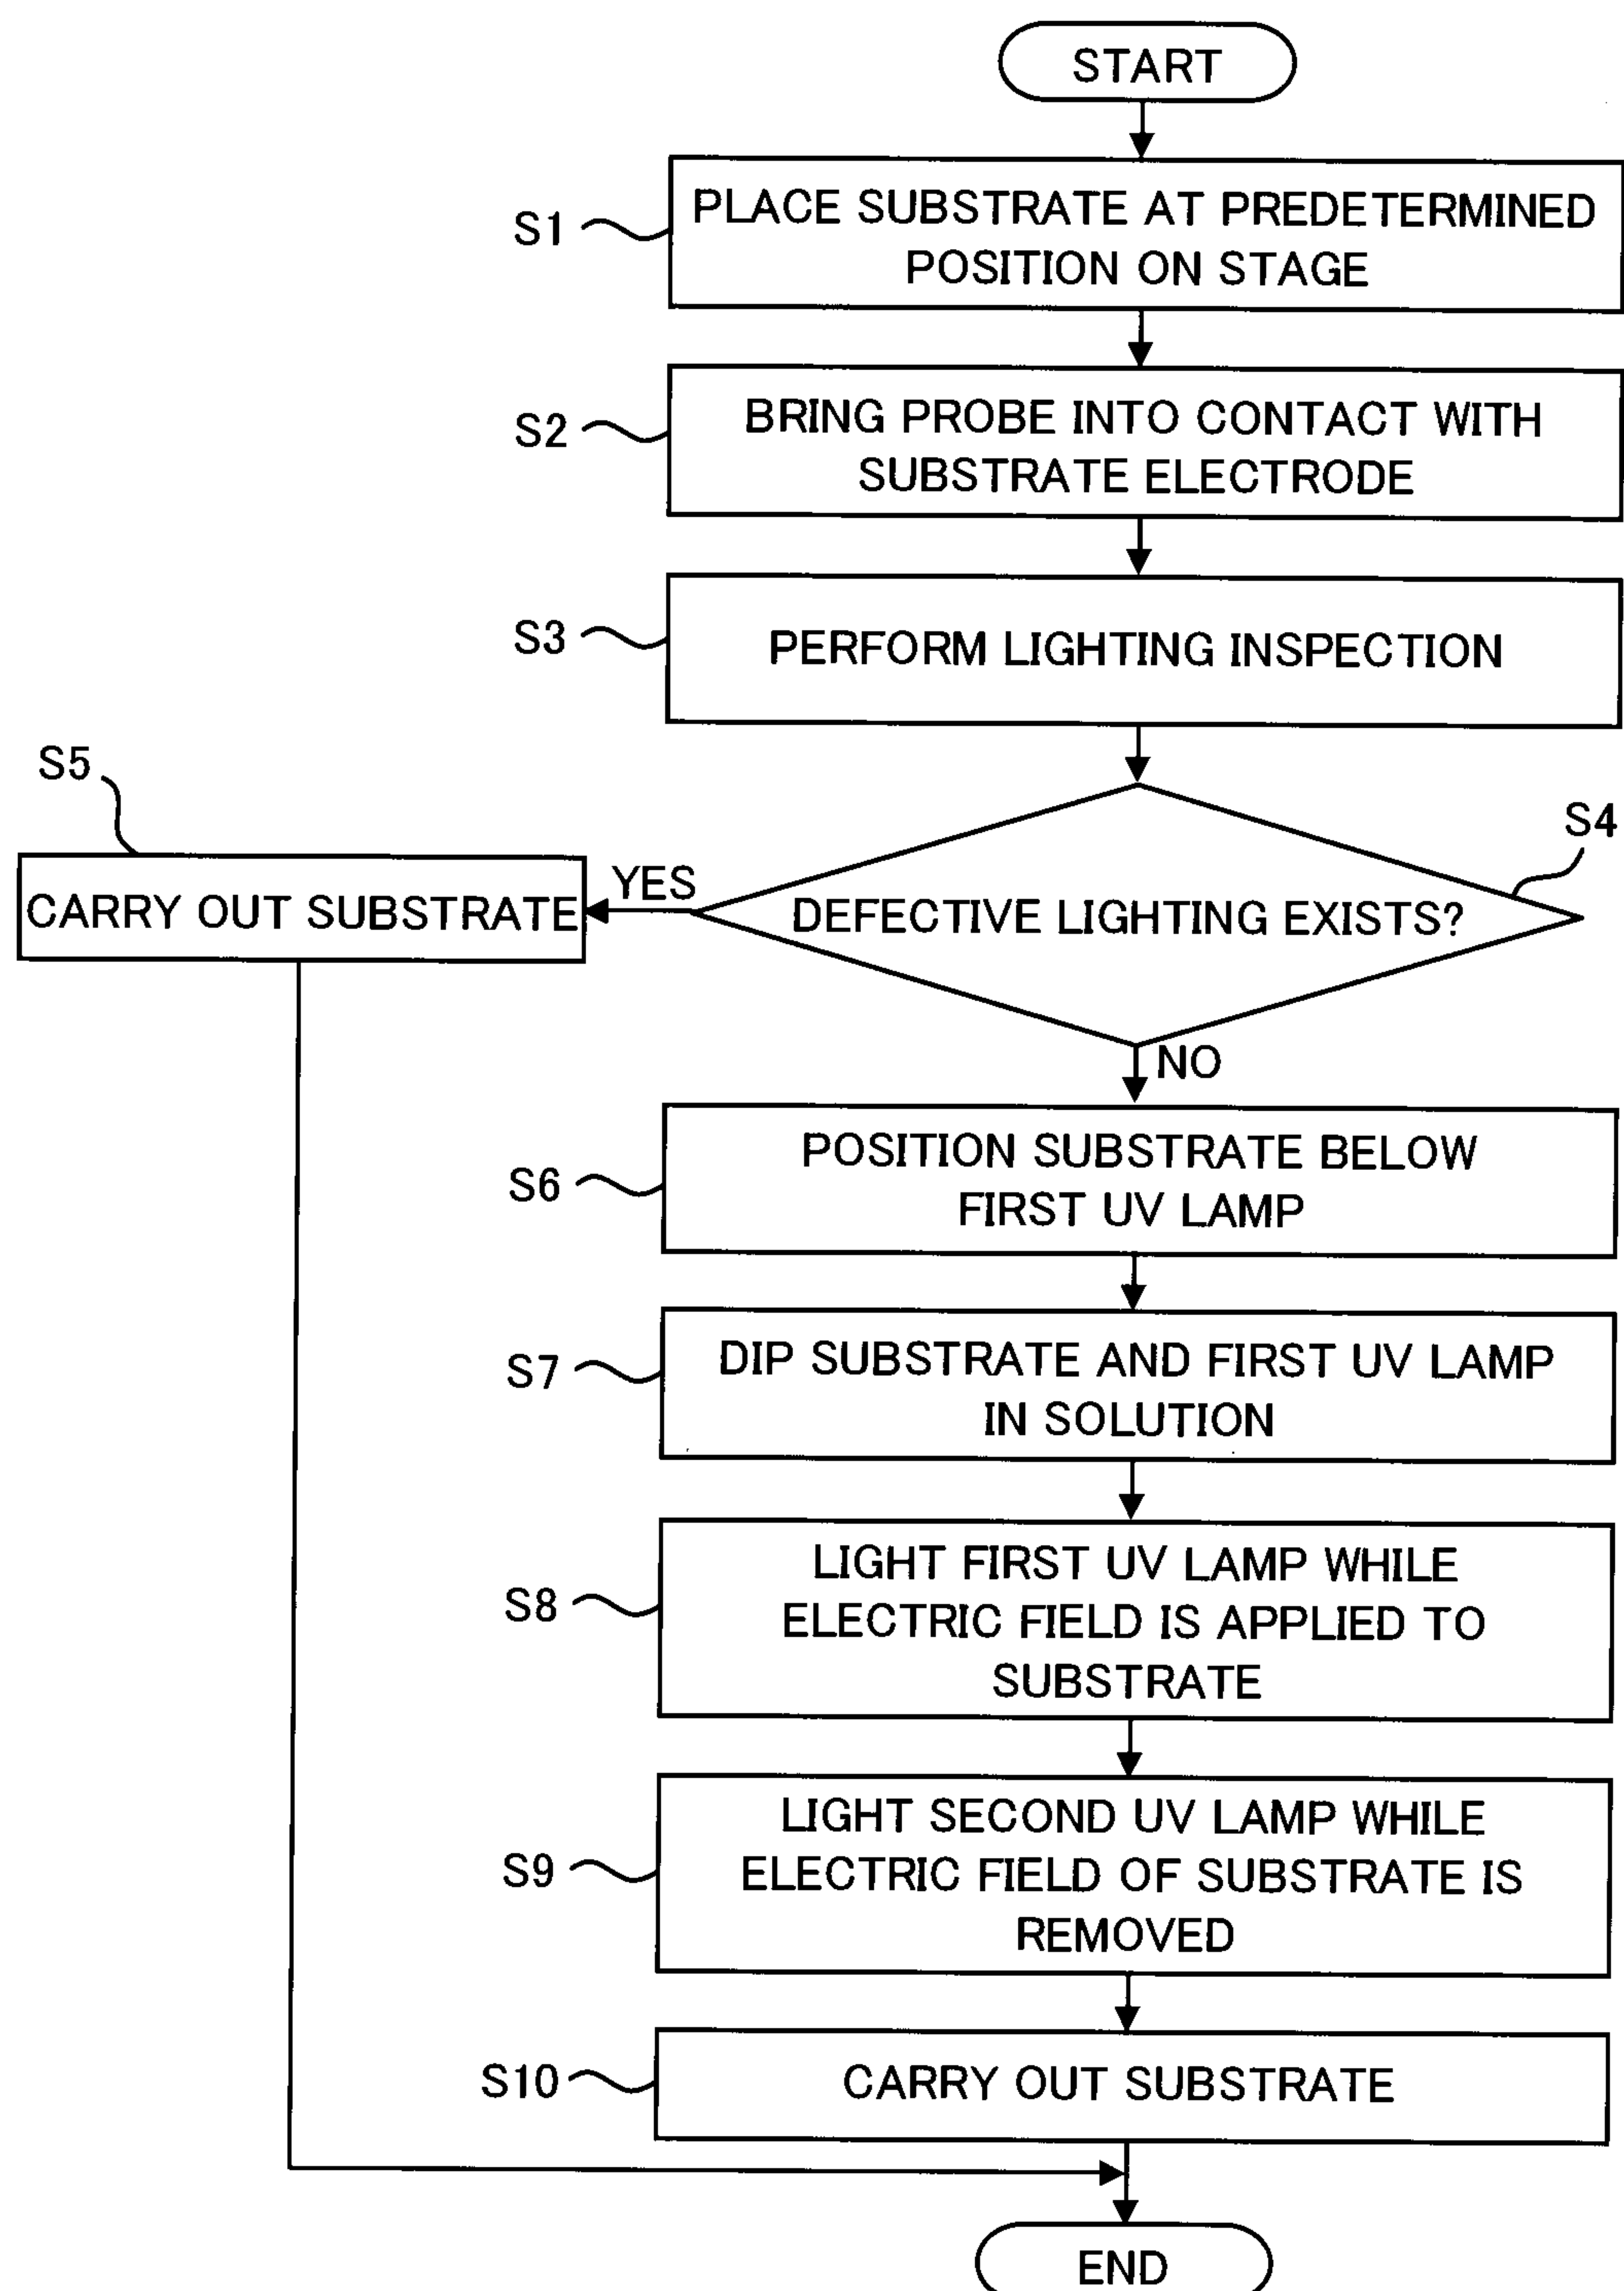 START
S1
PLACE SUBSTRATE AT PREDETERMINED
POSITION ON STAGE
S2
BRING PROBE INTO CONTACT WITH
SUBSTRATE ELECTRODE
S3
PERFORM LIGHTING INSPECTION
S4
DEFECTIVE LIGHTING EXISTS?
YES
S5
CARRY OUT SUBSTRATE
NO
S6
POSITION SUBSTRATE BELOW
FIRST UV LAMP
S7
DIP SUBSTRATE AND FIRST UV LAMP
IN SOLUTION
S8
LIGHT FIRST UV LAMP WHILE
ELECTRIC FIELD IS APPLIED TO
SUBSTRATE
S9
LIGHT SECOND UV LAMP WHILE
ELECTRIC FIELD OF SUBSTRATE IS
REMOVED
S10
CARRY OUT SUBSTRATE
END